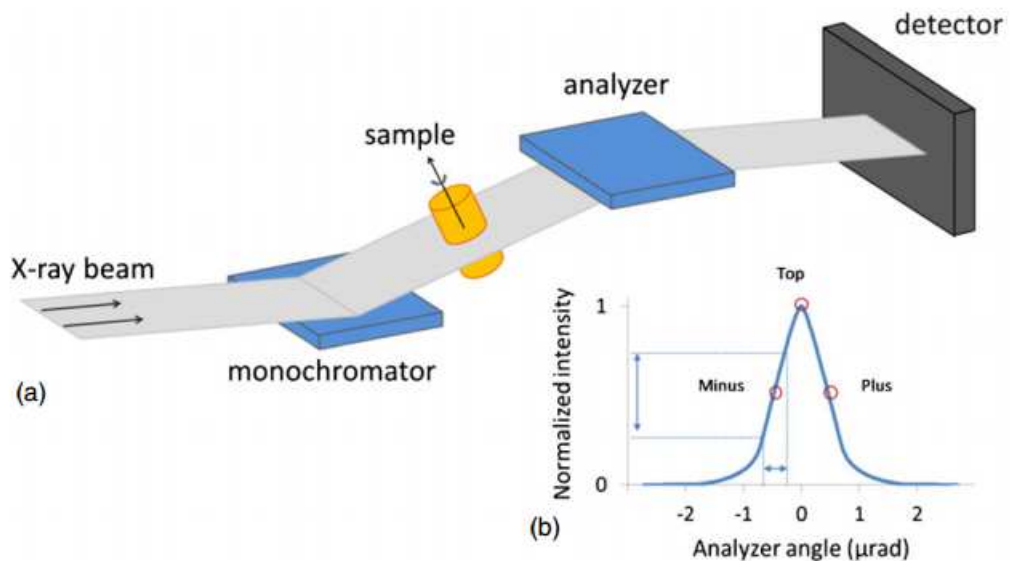 detector
analyzer
sample
X-ray beam
monochromator
(a)
Top
1
Minus
Plus
Normalized intensity
0
-2 -1 0 1 2
(b)
Analyzer angle (μrad)